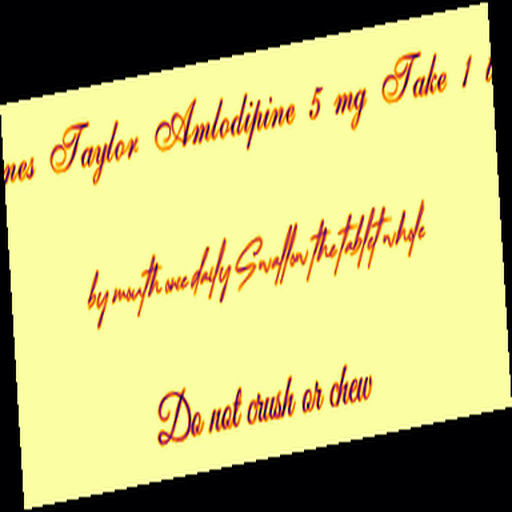 Taylor Amlodipine 5 mg Take 1
by mouth once daily Swallow the tablet whole
Do not crush or chew